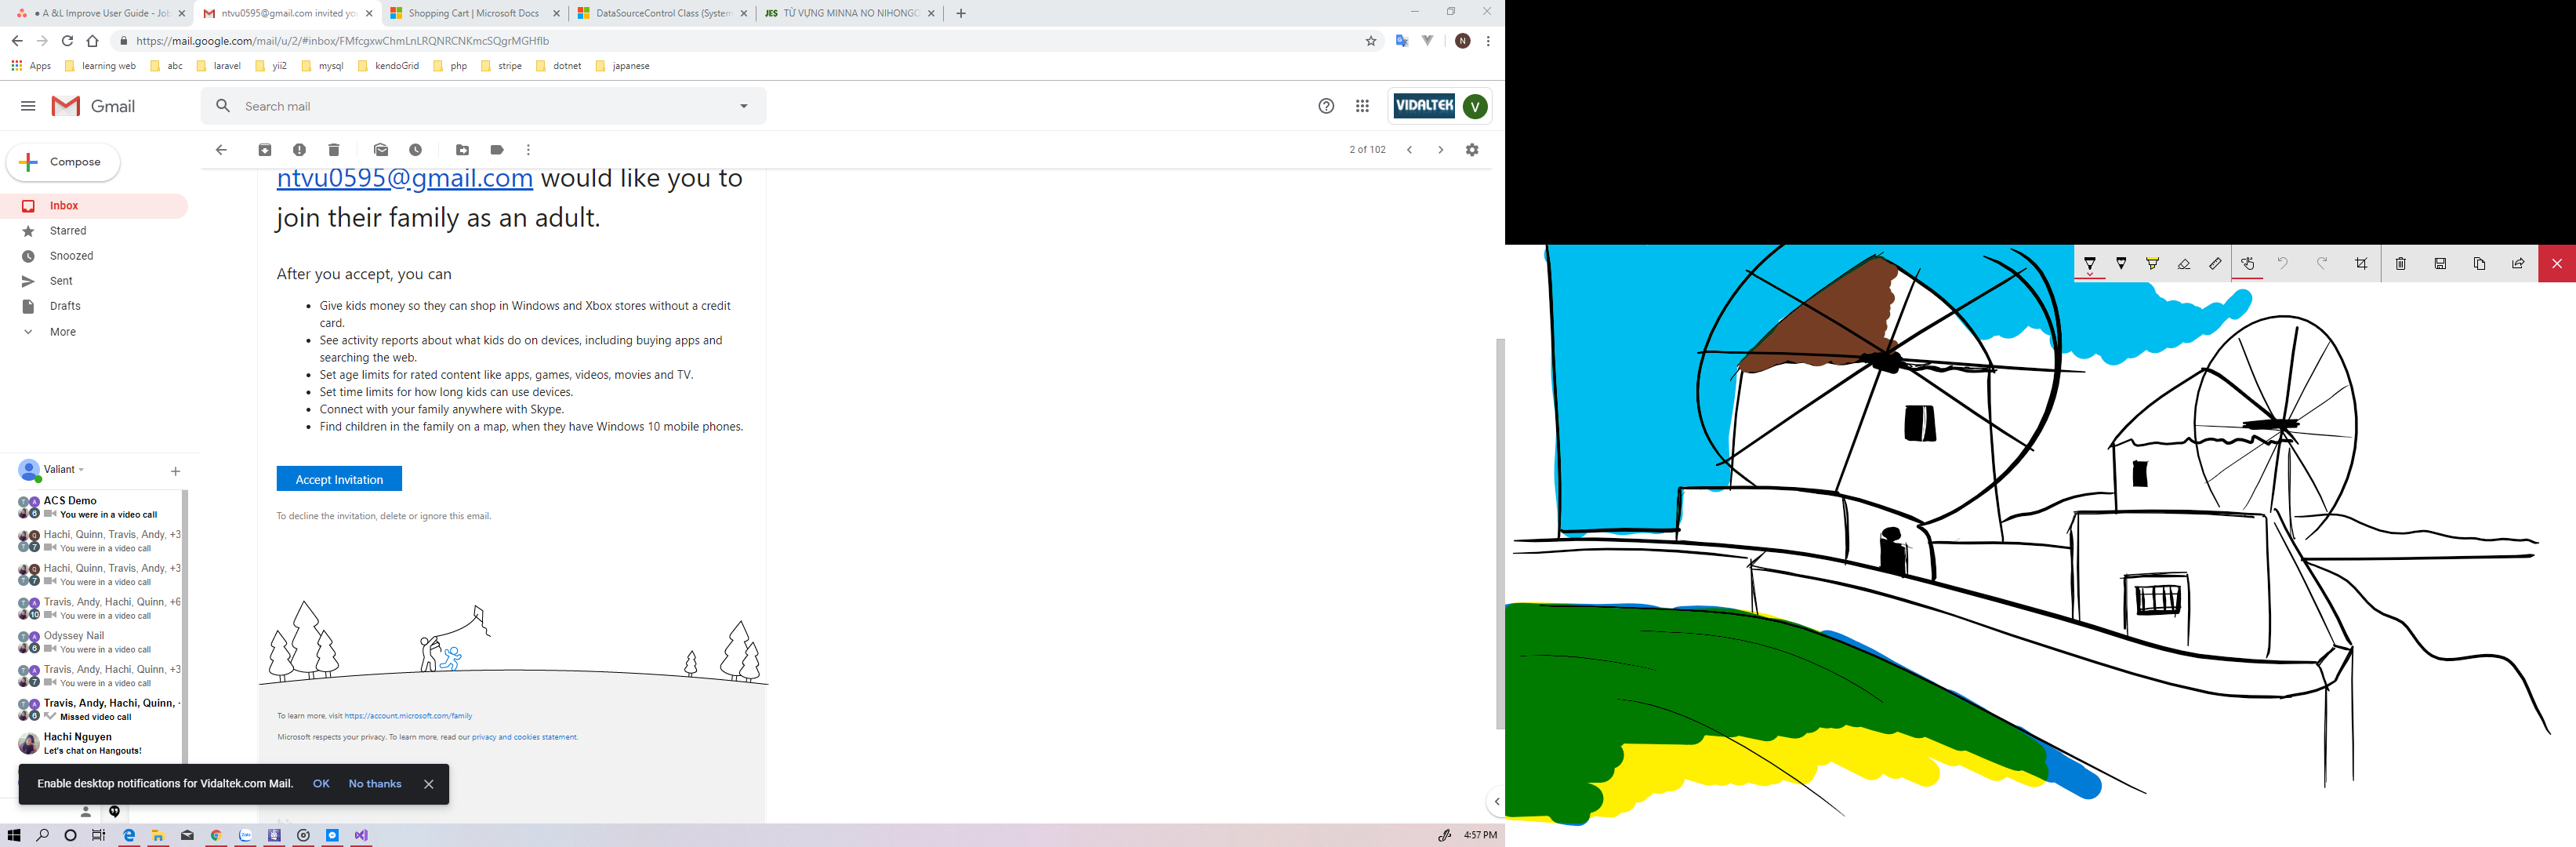 A &L Improve User Guide - Job
ntvu0595@gmail.com invited yo
Shopping Cart | Microsoft Docs
DataSourceControl Class (System
JES TỪ VỰNG MINNA NO NIHONGO
https://mail.google.com/mail/u/2/#inbox/FMfcgxwChmLnLRQNRCNKmcSQgrMGHflb
N
Apps learning web abc laravel yii2 mysql kendoGrid php stripe dotnet japanese
Gmail
Search mail
VIDALTEK V
Compose
2 of 102
Inbox
Starred
Snoozed
Sent
Drafts
More
ntvu0595@gmail.com would like you to
join their family as an adult.
After you accept, you can
Give kids money so they can shop in Windows and Xbox stores without a credit
card.
See activity reports about what kids do on devices, including buying apps and
searching the web.
Set age limits for rated content like apps, games, videos, movies and TV.
Set time limits for how long kids can use devices.
Connect with your family anywhere with Skype.
Find children in the family on a map, when they have Windows 10 mobile phones.
Accept Invitation
To decline the invitation, delete or ignore this email.
To learn more, visit https://account.microsoft.com/family
Microsoft respects your privacy. To learn more, read our privacy and cookies statement.
Valiant
ACS Demo
You were in a video call
Hachi, Quinn, Travis, Andy, +3
You were in a video call
Hachi, Quinn, Travis, Andy, +3
You were in a video call
Travis, Andy, Hachi, Quinn, +6
You were in a video call
Odyssey Nail
You were in a video call
Travis, Andy, Hachi, Quinn, +3
You were in a video call
Travis, Andy, Hachi, Quinn,
Missed video call
Hachi Nguyen
Let's chat on Hangouts!
Enable desktop notifications for Vidaltek.com Mail. OK No thanks
4:57 PM